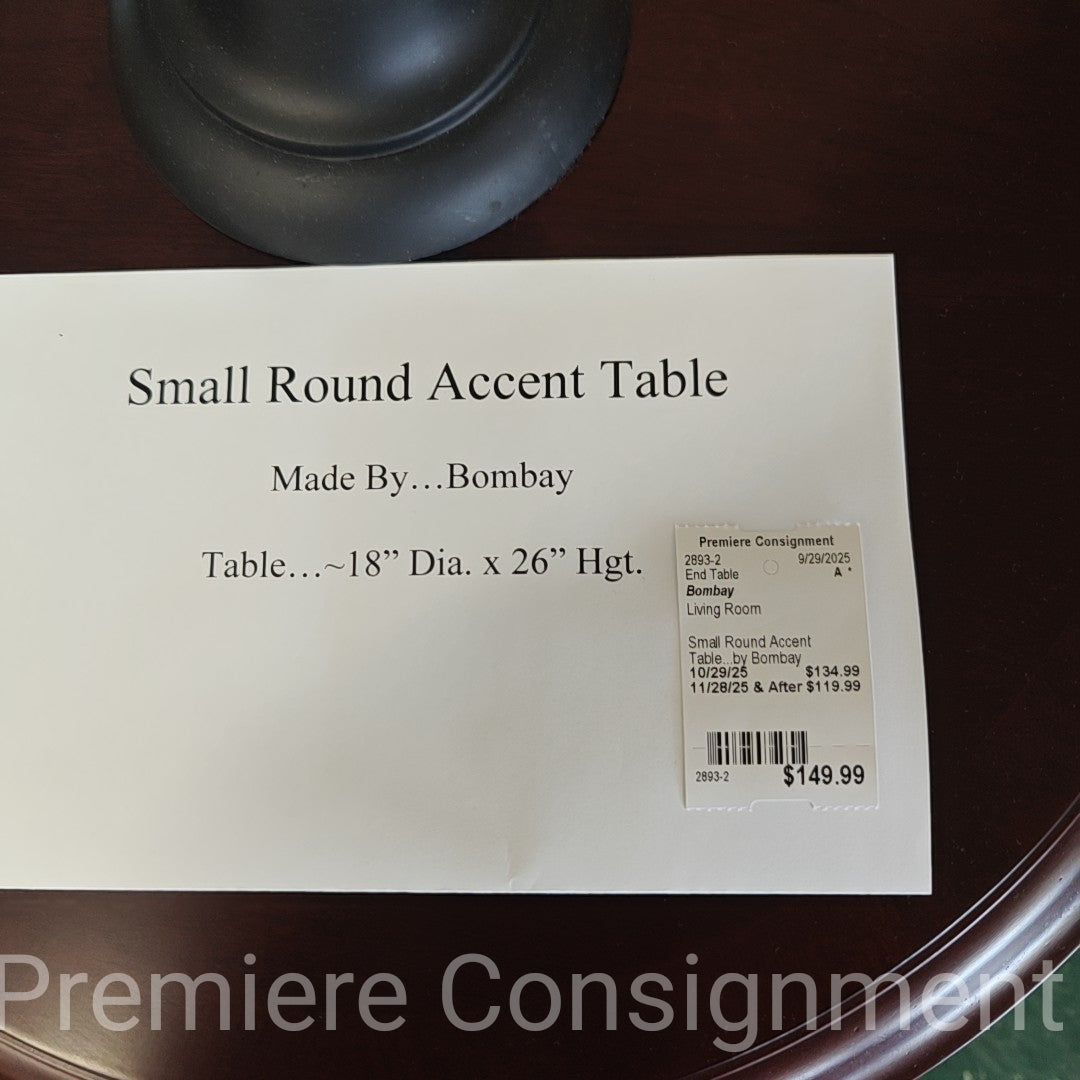 Small Round Accent Table
Made By...Bombay
Table...~18” Dia. x 26” Hgt.
Premiere Consignment
2893-2 9/29/2025
End Table A *
Bombay
Living Room
Small Round Accent
Table...by Bombay
10/29/25 $134.99
11/28/25 & After $119.99
2893-2 $149.99
Premiere Consignment